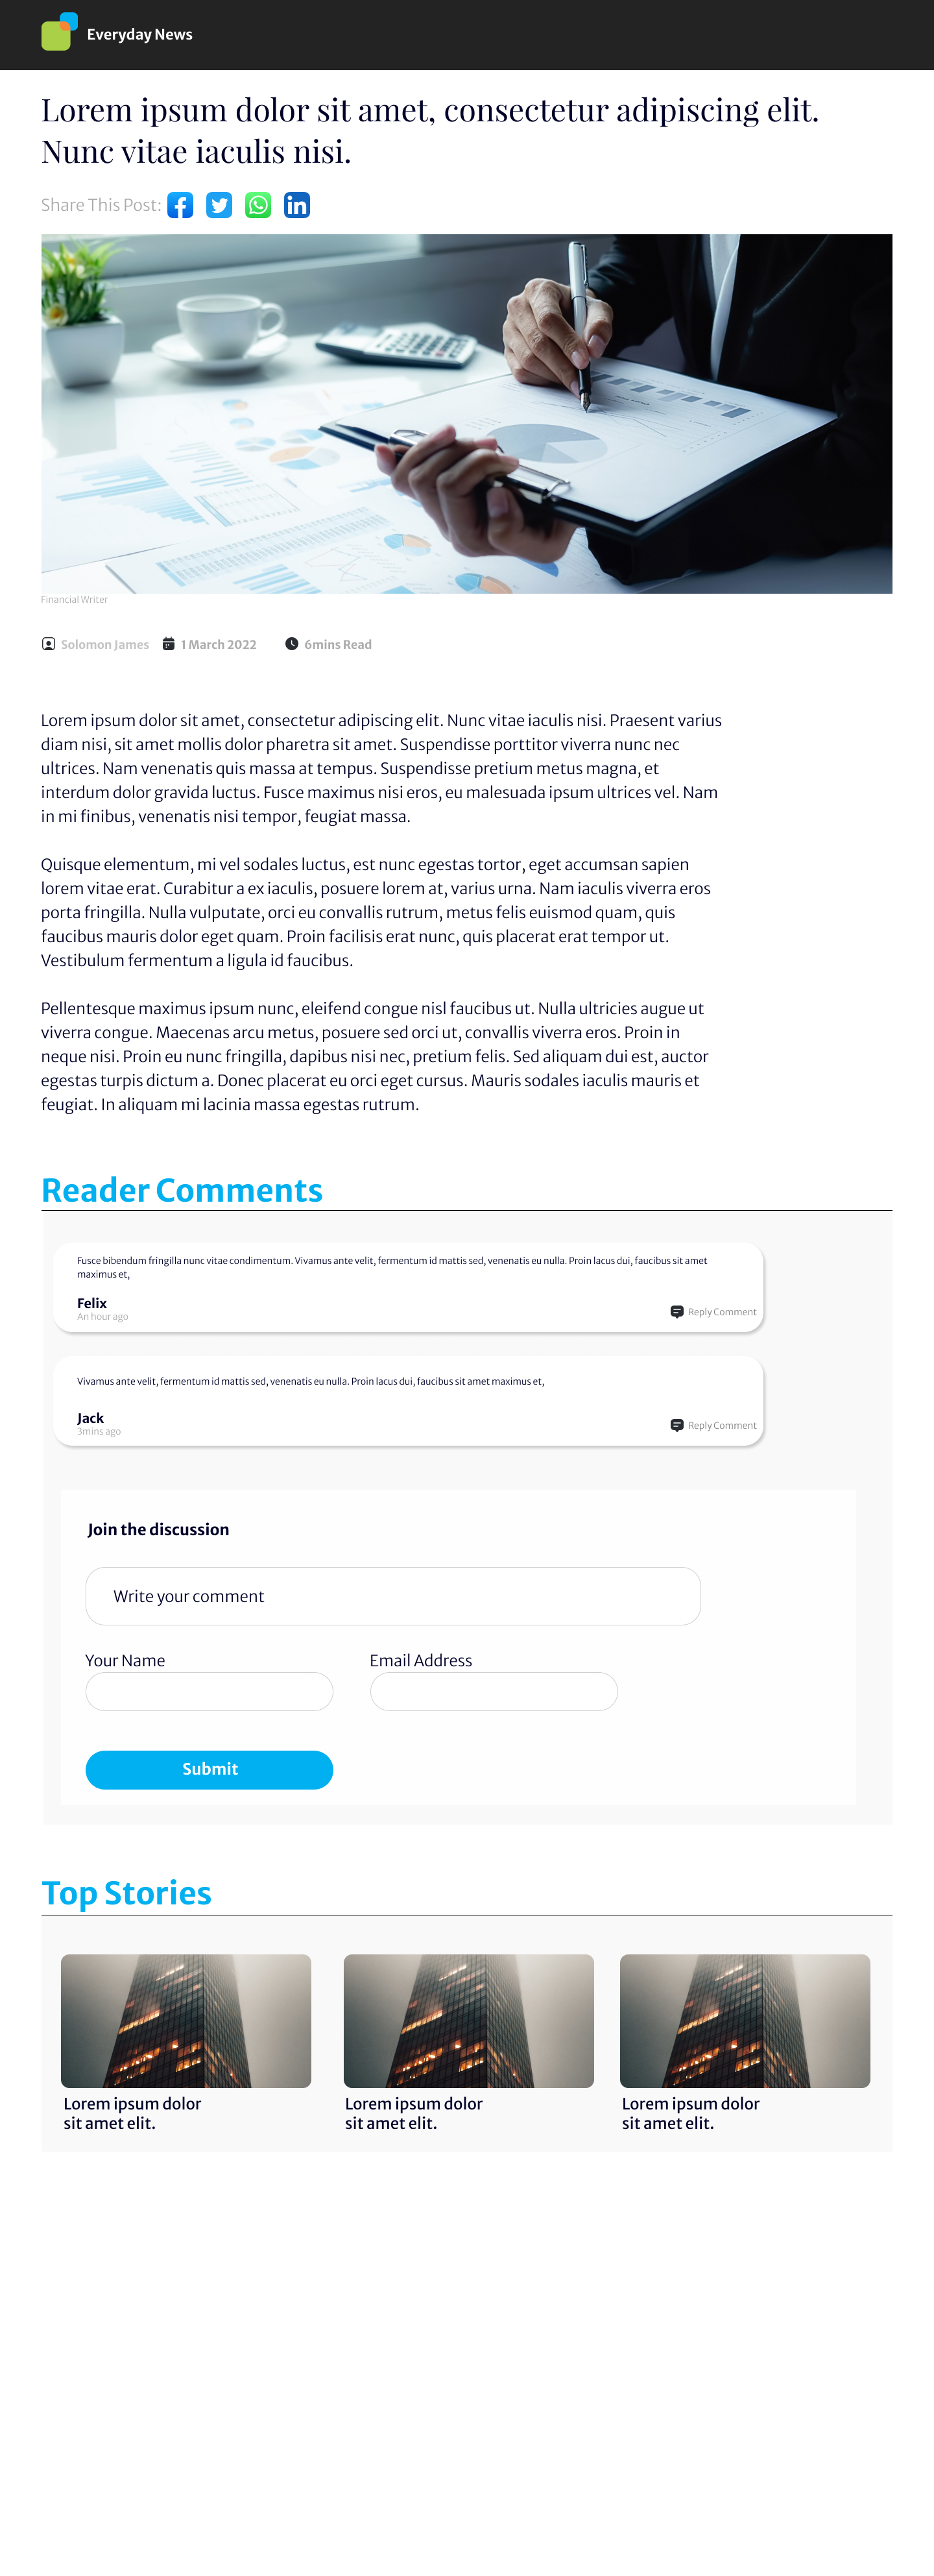 Everyday News
Lorem ipsum dolor sit amet, consectetur adipiscing elit.
Nunc vitae iaculis nisi.
Share This Post:
Financial Writer
Solomon James 1 March 2022 6mins Read
Lorem ipsum dolor sit amet, consectetur adipiscing elit. Nunc vitae iaculis nisi. Praesent varius
diam nisi, sit amet mollis dolor pharetra sit amet. Suspendisse porttitor viverra nunc nec
ultrices. Nam venenatis quis massa at tempus. Suspendisse pretium metus magna, et
interdum dolor gravida luctus. Fusce maximus nisi eros, eu malesuada ipsum ultrices vel. Nam
in mi finibus, venenatis nisi tempor, feugiat massa.
Quisque elementum, mi vel sodales luctus, est nunc egestas tortor, eget accumsan sapien
lorem vitae erat. Curabitur a ex iaculis, posuere lorem at, varius urna. Nam iaculis viverra eros
porta fringilla. Nulla vulputate, orci eu convallis rutrum, metus felis euismod quam, quis
faucibus mauris dolor eget quam. Proin facilisis erat nunc, quis placerat erat tempor ut.
Vestibulum fermentum a ligula id faucibus.
Pellentesque maximus ipsum nunc, eleifend congue nisl faucibus ut. Nulla ultricies augue ut
viverra congue. Maecenas arcu metus, posuere sed orci ut, convallis viverra eros. Proin in
neque nisi. Proin eu nunc fringilla, dapibus nisi nec, pretium felis. Sed aliquam dui est, auctor
egestas turpis dictum a. Donec placerat eu orci eget cursus. Mauris sodales iaculis mauris et
feugiat. In aliquam mi lacinia massa egestas rutrum.
Reader Comments
Fusce bibendum fringilla nunc vitae condimentum. Vivamus ante velit, fermentum id mattis sed, venenatis eu nulla. Proin lacus dui, faucibus sit amet
maximus et,
Felix
An hour ago
Reply Comment
Vivamus ante velit, fermentum id mattis sed, venenatis eu nulla. Proin lacus dui, faucibus sit amet maximus et,
Jack
3mins ago
Reply Comment
Join the discussion
Write your comment
Your Name
Email Address
Submit
Top Stories
Lorem ipsum dolor
sit amet elit.
Lorem ipsum dolor
sit amet elit.
Lorem ipsum dolor
sit amet elit.